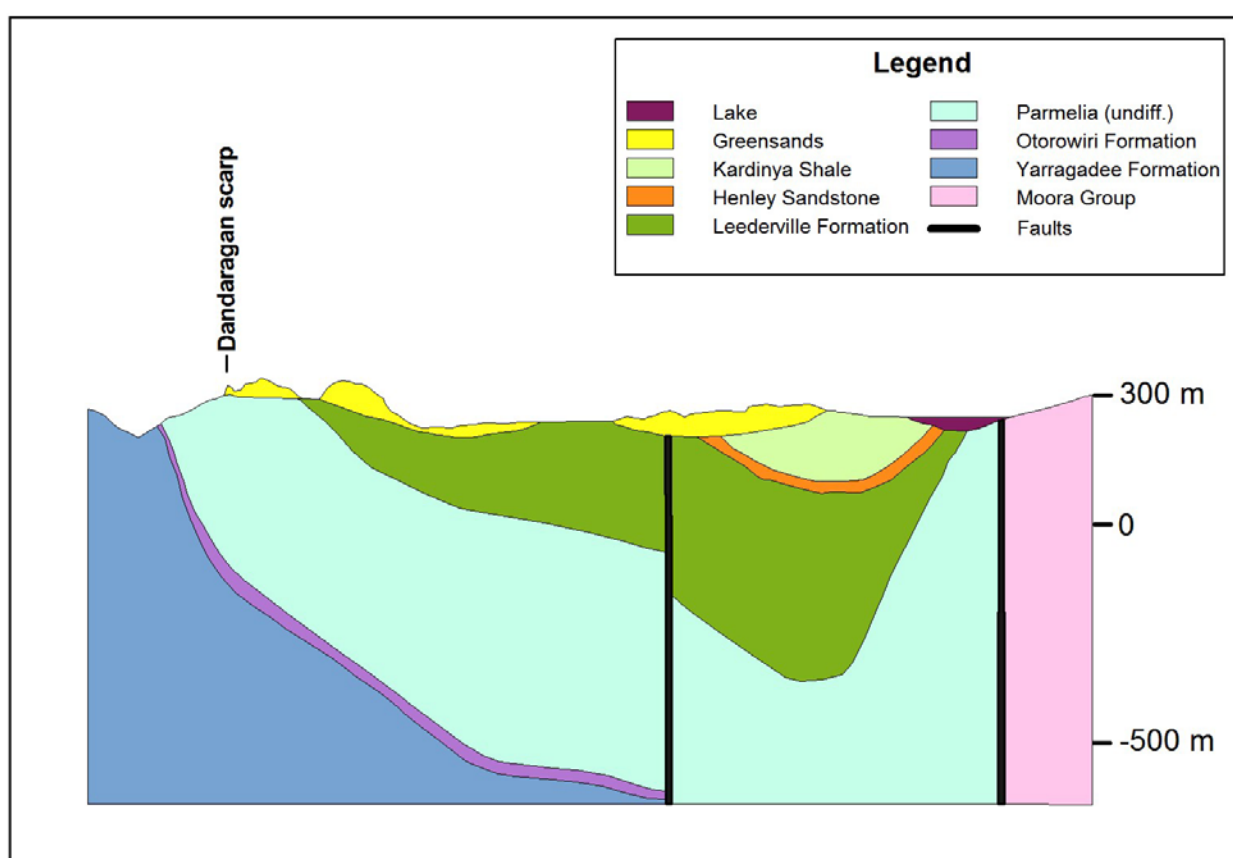 Legend
Lake
Greensands
Kardinya Shale
Henley Sandstone
Leederville Formation
Parmelia (undiff.)
Otorowiri Formation
Yarragadee Formation
Moora Group
Faults
Dandaragan scarp
300 m
0
-500 m